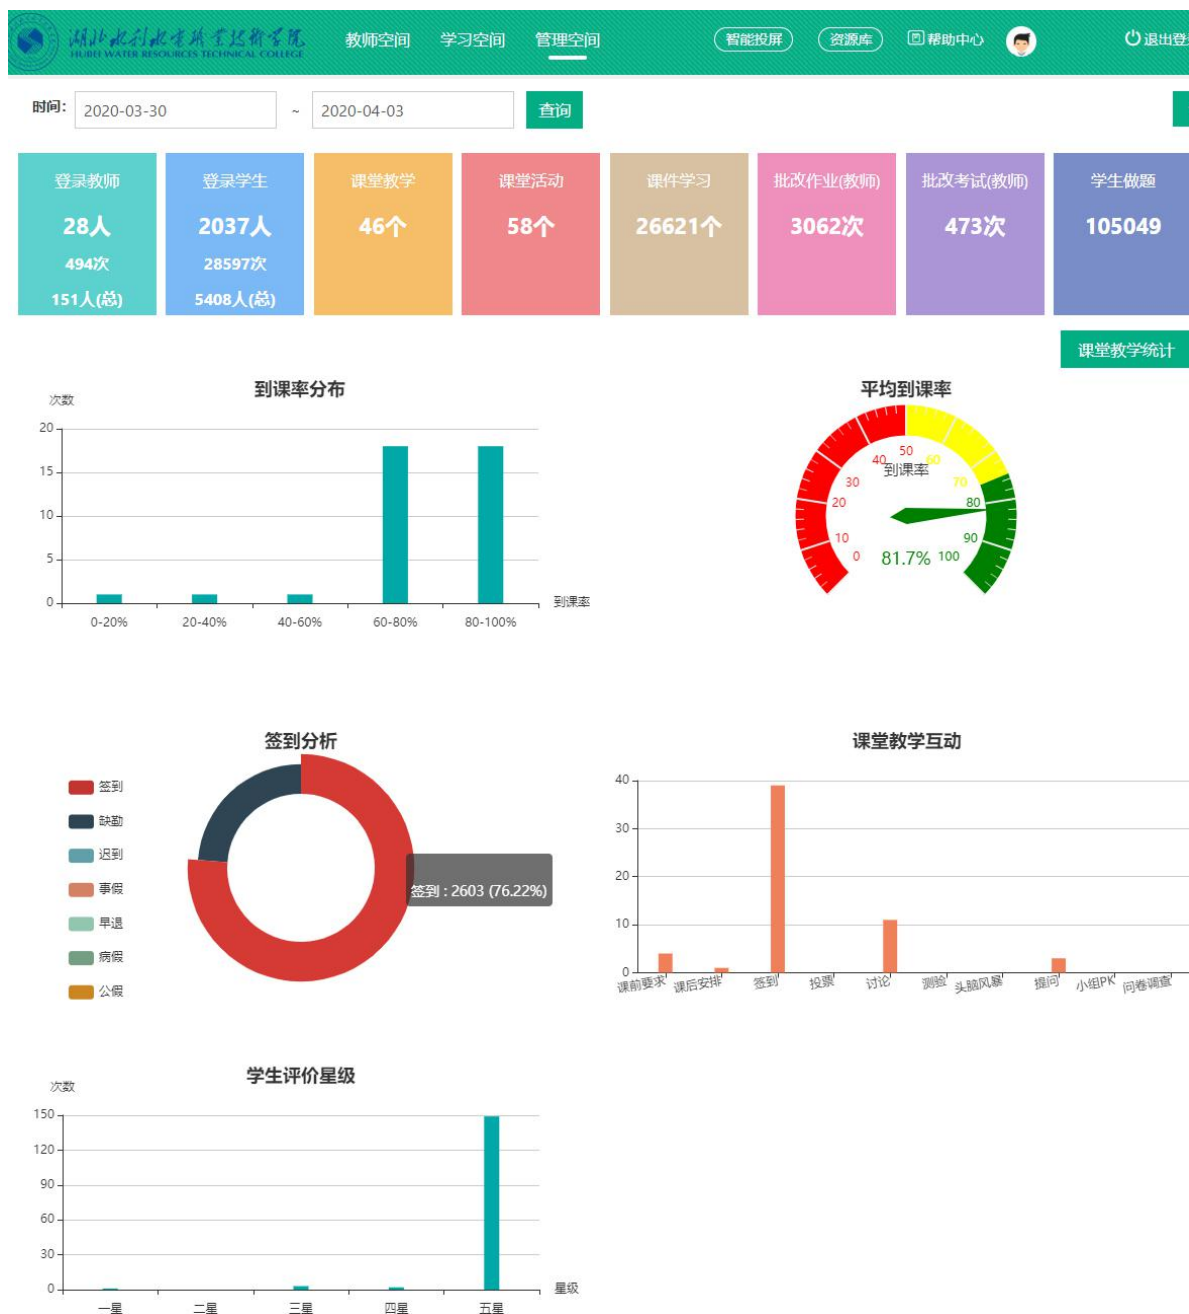 湖北水利水电职业技术学院
HUBEI WATER RESOURCES TECHNICAL COLLEGE
教师空间 学习空间 管理空间 智能投屏 资源库 帮助中心 退出登
时间: 2020-03-30 ~ 2020-04-03 查询
登录教师 登录学生 课堂教学 课堂活动 课件学习 批改作业(教师) 批改考试(教师) 学生做题
28人 2037人 46个 58个 26621个 3062次 473次 105049
494次 28597次
151人(总) 5408人(总)
课堂教学统计
到课率分布
次数
20
15
10
5
0
到课率
0-20% 20-40% 40-60% 60-80% 80-100%
平均到课率
50
40 60
到课率
30 70
20 80
10 90
0 81.7% 100
签到分析
签到
缺勤
迟到
事假
早退
病假
公假
签到 : 2603 (76.22%)
课堂教学互动
40
30
20
10
0
课前要求 课后安排 签到 投票 讨论 测验 头脑风暴 提问 小组PK 问卷调查
学生评价星级
次数
150
120
90
60
30
0
星级
一星 二星 三星 四星 五星